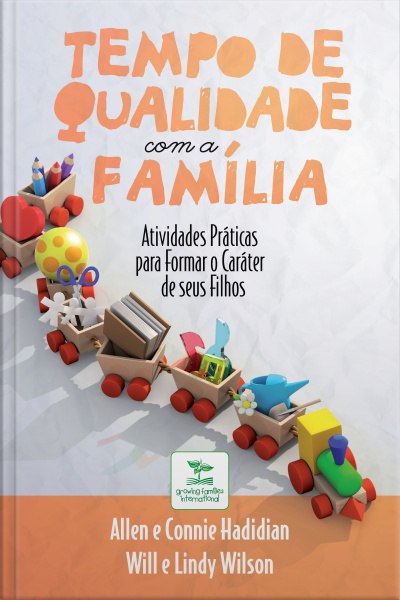 TEMPO DE
QUALIDADE
com a
FAMÍLIA
Atividades Práticas
para Formar o Caráter
de seus Filhos
growing families
international
Allen e Connie Hadidian
Will e Lindy Wilson